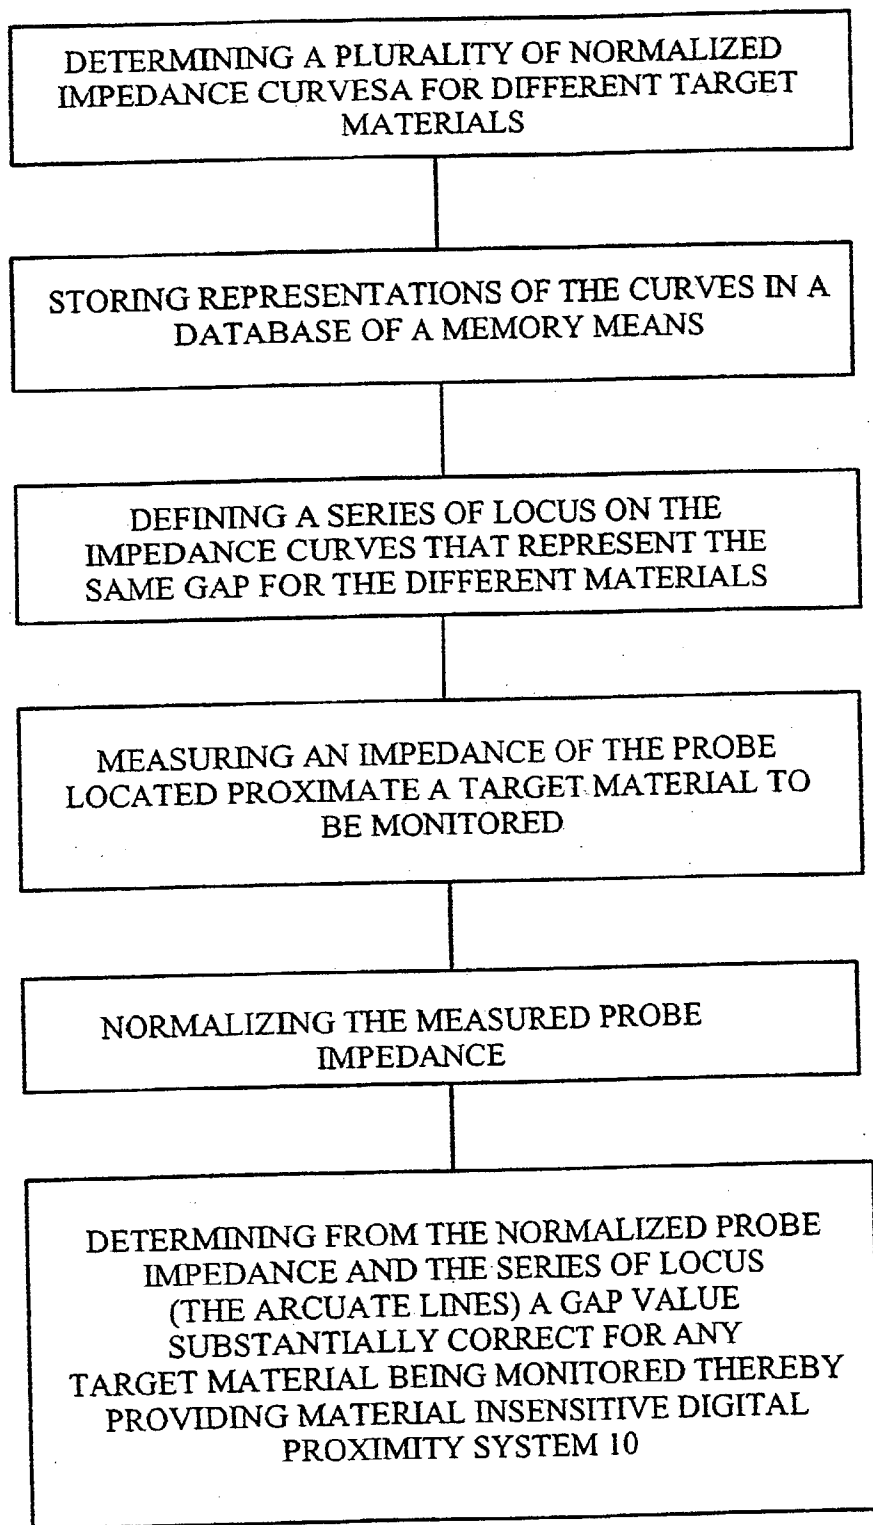 DETERMINING A PLURALITY OF NORMALIZED
IMPEDANCE CURVESA FOR DIFFERENT TARGET
MATERIALS
STORING REPRESENTATIONS OF THE CURVES IN A
DATABASE OF A MEMORY MEANS
DEFINING A SERIES OF LOCUS ON THE
IMPEDANCE CURVES THAT REPRESENT THE
SAME GAP FOR THE DIFFERENT MATERIALS
MEASURING AN IMPEDANCE OF THE PROBE
LOCATED PROXIMATE A TARGET MATERIAL TO
BE MONITORED
NORMALIZING THE MEASURED PROBE
IMPEDANCE
DETERMINING FROM THE NORMALIZED PROBE
IMPEDANCE AND THE SERIES OF LOCUS
(THE ARCUATE LINES) A GAP VALUE
SUBSTANTIALLY CORRECT FOR ANY
TARGET MATERIAL BEING MONITORED THEREBY
PROVIDING MATERIAL INSENSITIVE DIGITAL
PROXIMITY SYSTEM 10